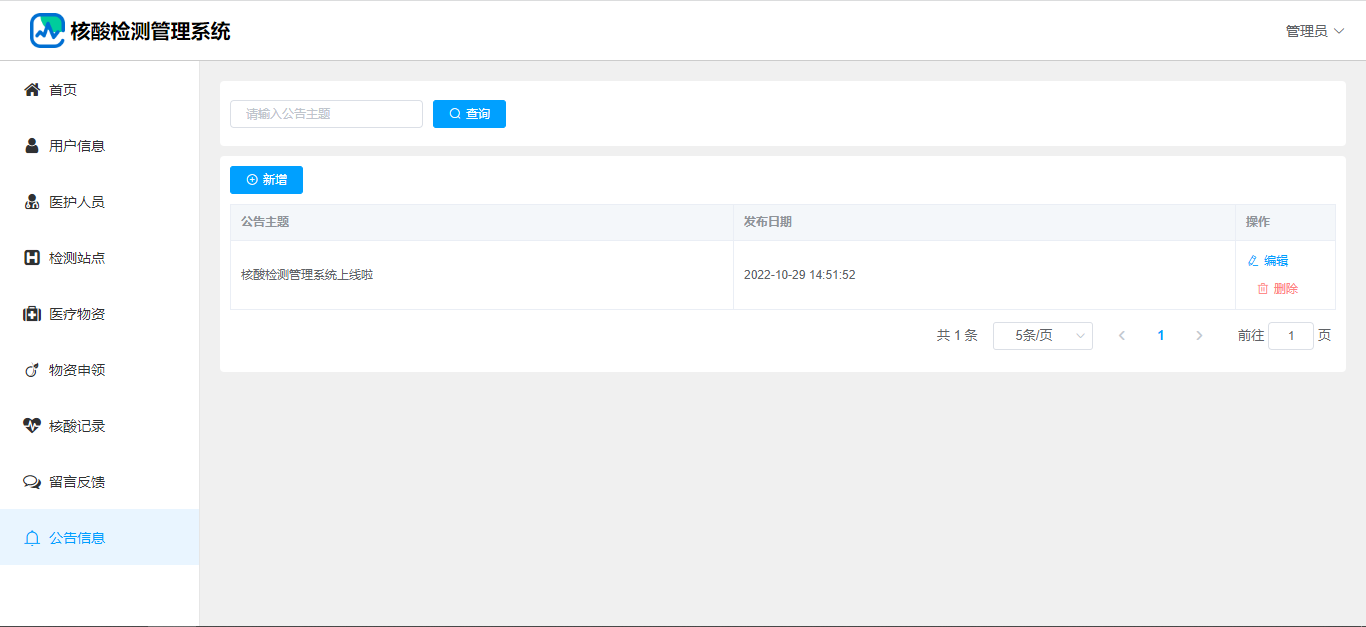 核酸检测管理系统
管理员
首页
用户信息
医护人员
检测站点
医疗物资
物资申领
核酸记录
留言反馈
公告信息
请输入公告主题
查询
新增
公告主题 发布日期 操作
核酸检测管理系统上线啦 2022-10-29 14:51:52 编辑
删除
共 1 条 5条/页 1 前往 1 页